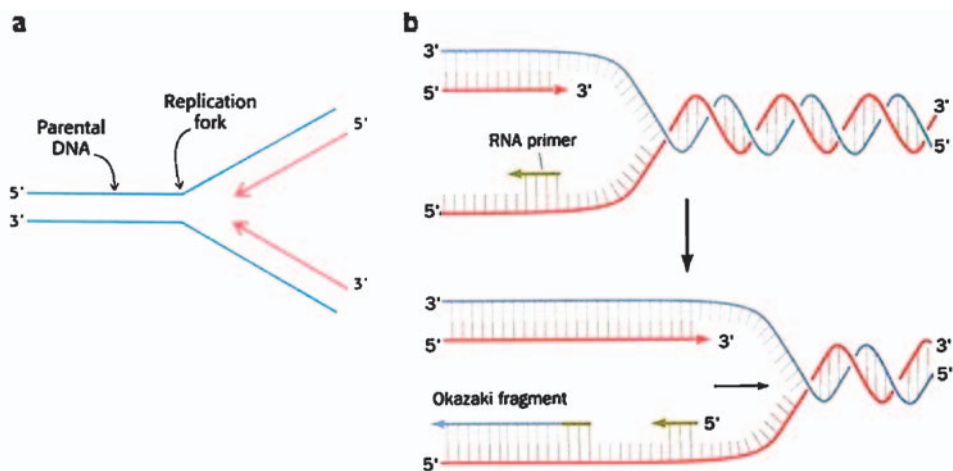 a
Replication
fork
Parental
DNA
5'
3'
5'
3'
b
3'
5'
3'
RNA primer
5'
3'
5'
3'
5'
3'
3'
5'
Okazaki fragment
5'
5'